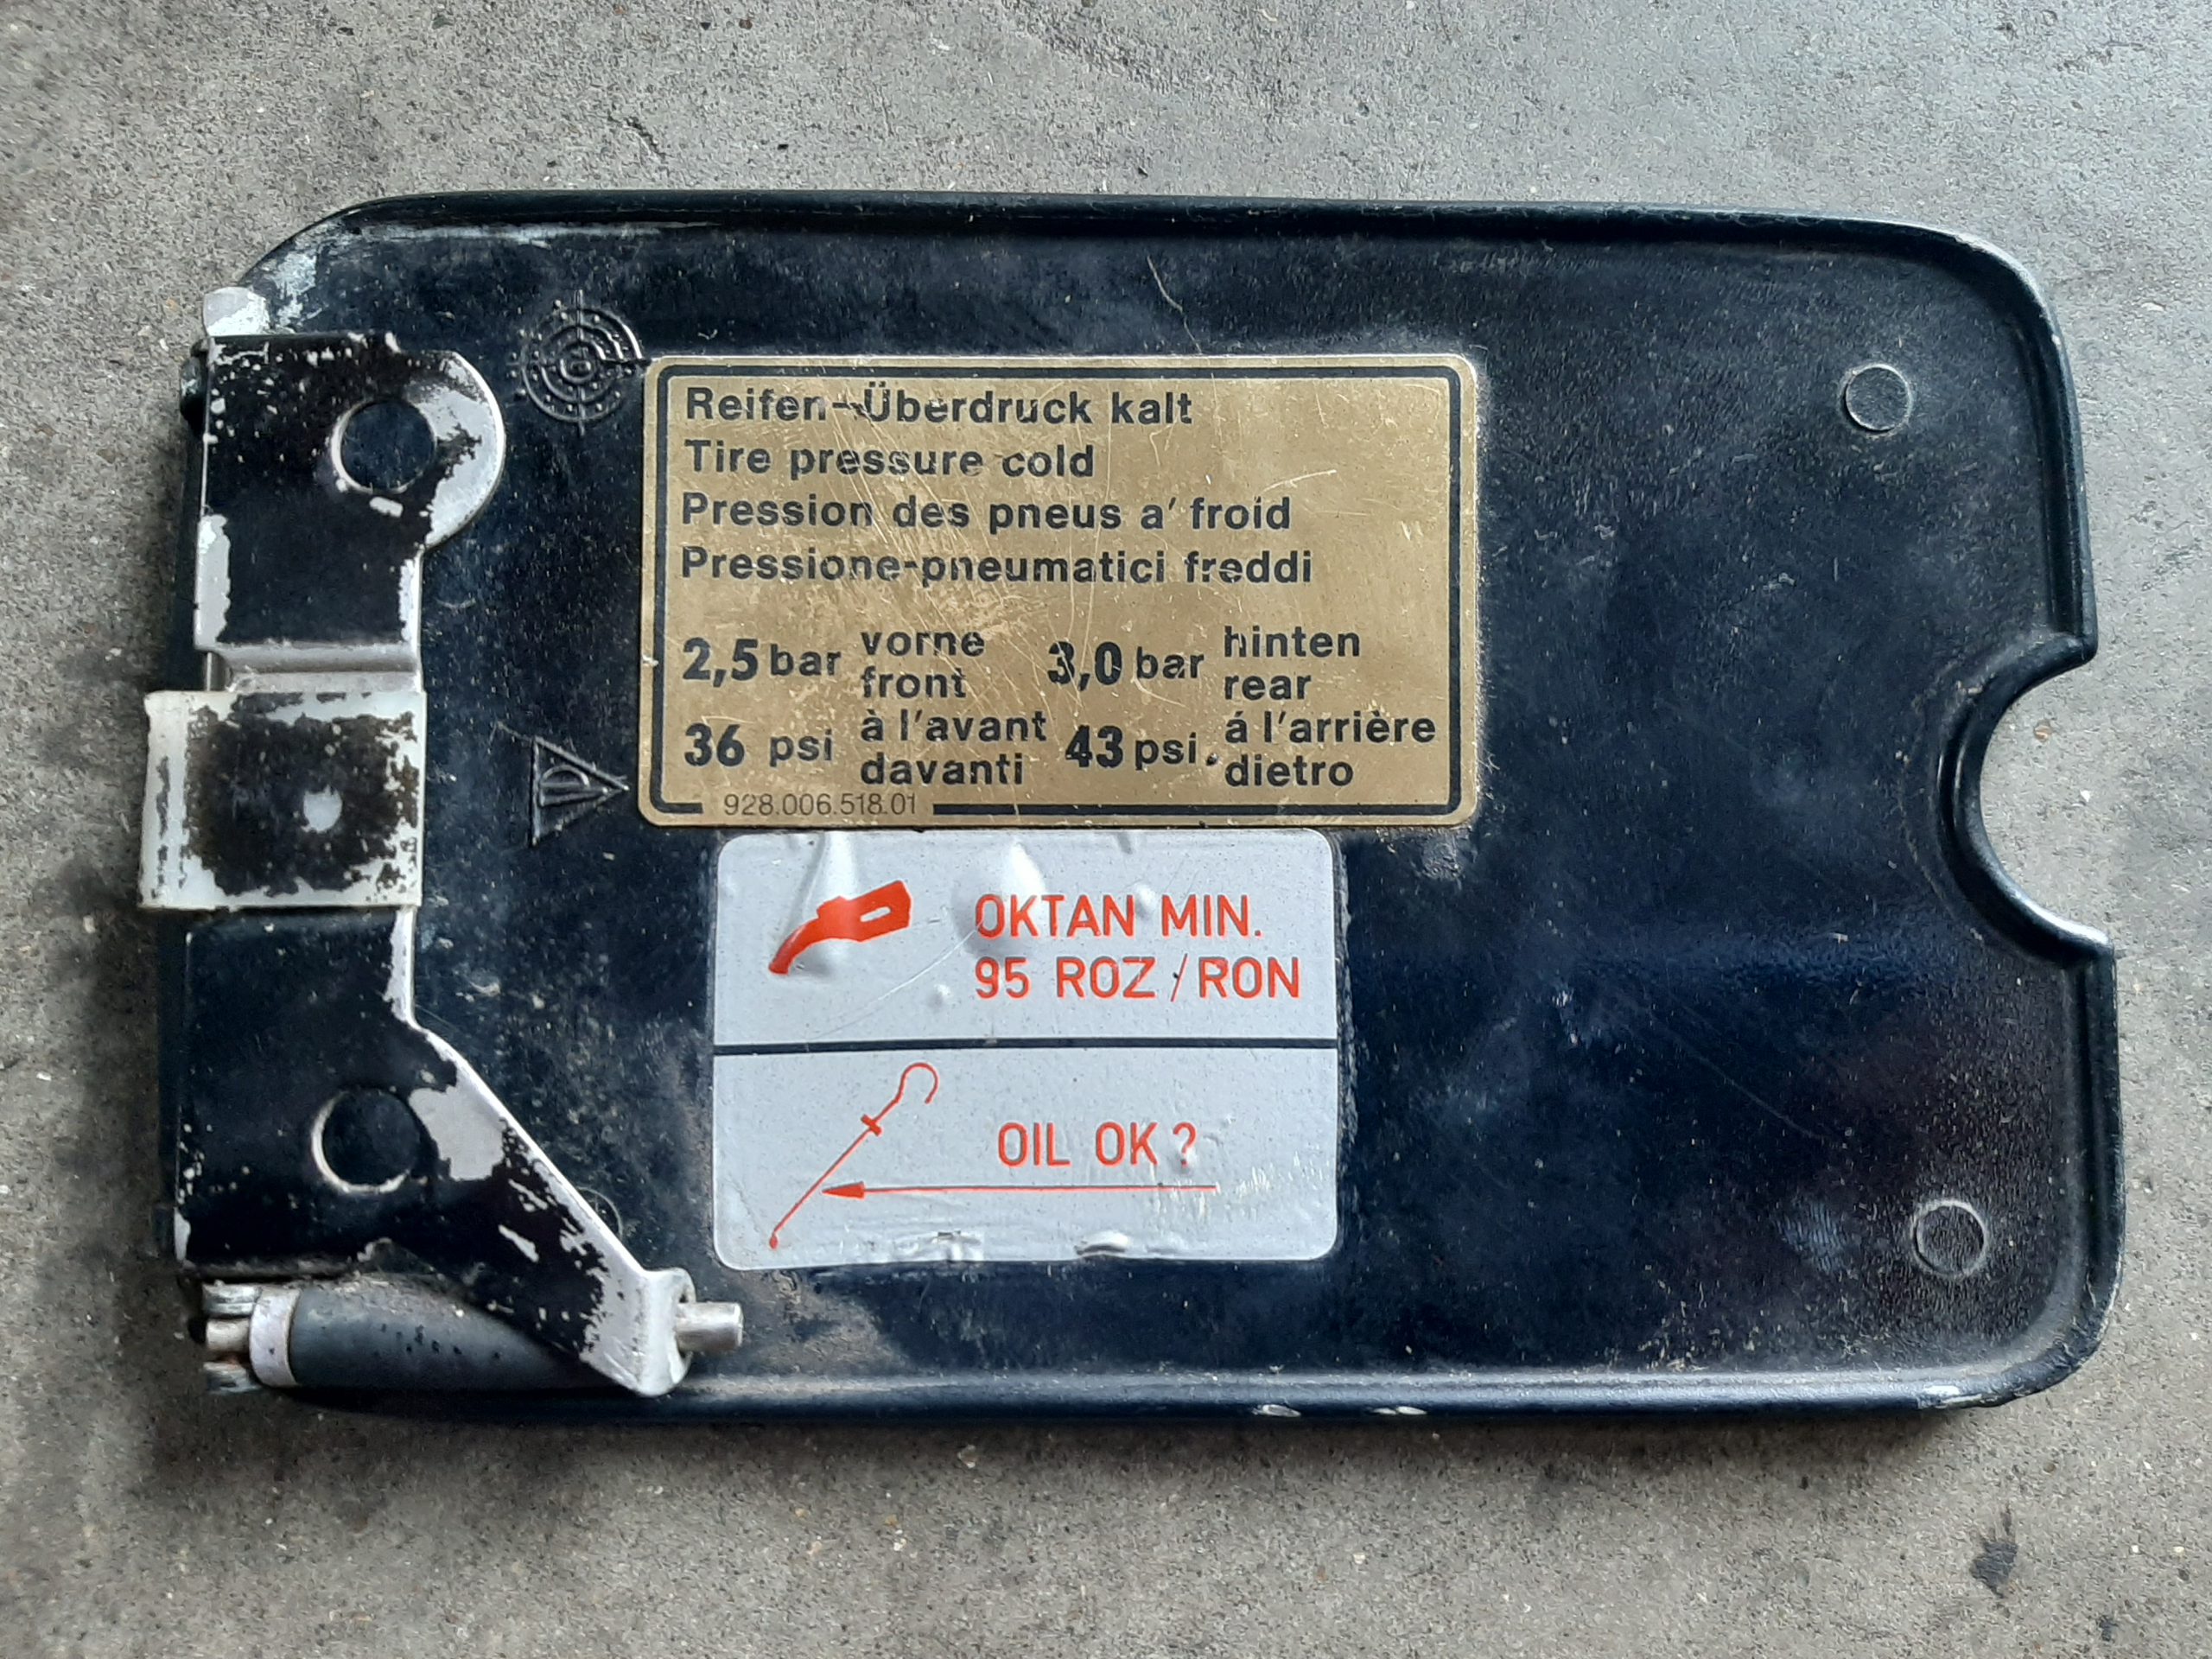 Reifen-Überdruck kalt
Tire pressure cold
Pression des pneus a' froid
Pressione-pneumatici freddi
2,5 bar vorne front 3,0 bar hinten rear
36 psi à l'avant davanti 43 psi. á l'arrière dietro
928.006.518.01
OKTAN MIN.
95 ROZ / RON
OIL OK ?